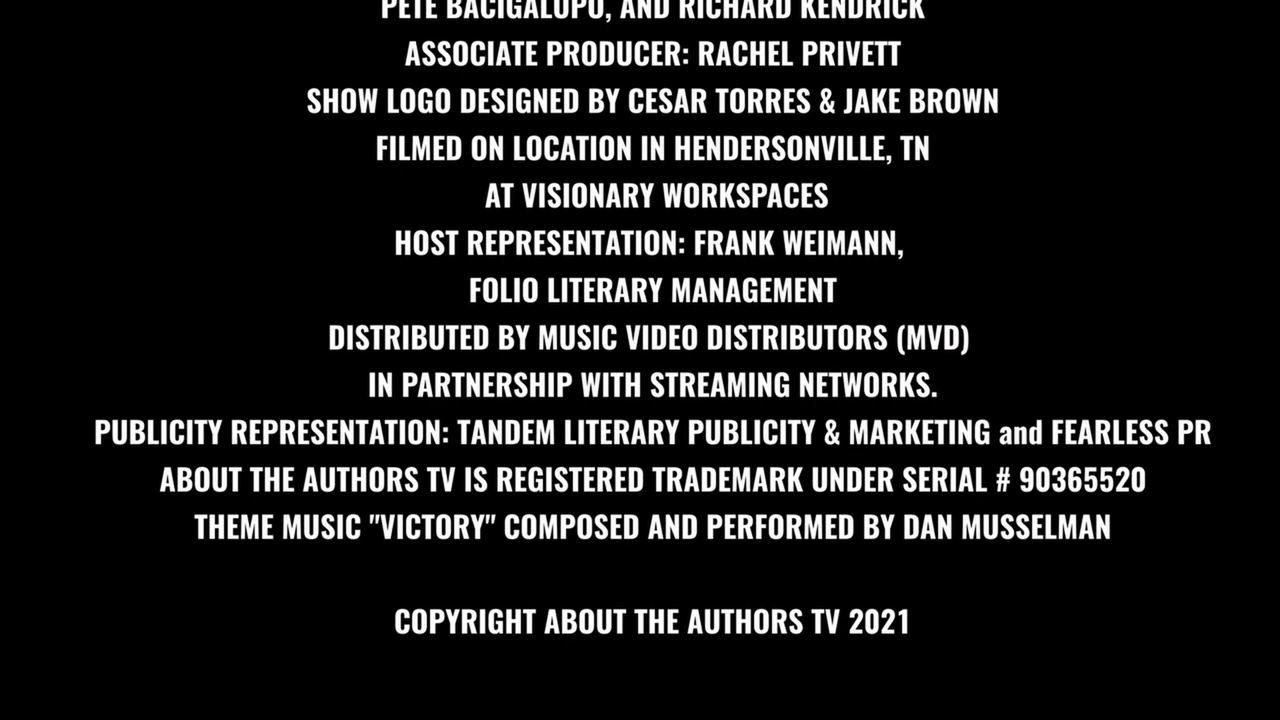 PETE BACIGALUPO, AND RICHARD KENDRICK
ASSOCIATE PRODUCER: RACHEL PRIVETT
SHOW LOGO DESIGNED BY CESAR TORRES & JAKE BROWN
FILMED ON LOCATION IN HENDERSONVILLE, TN
AT VISIONARY WORKSPACES
HOST REPRESENTATION: FRANK WEIMANN,
FOLIO LITERARY MANAGEMENT
DISTRIBUTED BY MUSIC VIDEO DISTRIBUTORS (MVD)
IN PARTNERSHIP WITH STREAMING NETWORKS.
PUBLICITY REPRESENTATION: TANDEM LITERARY PUBLICITY & MARKETING and FEARLESS PR
ABOUT THE AUTHORS TV IS REGISTERED TRADEMARK UNDER SERIAL # 90365520
THEME MUSIC "VICTORY" COMPOSED AND PERFORMED BY DAN MUSSELMAN
COPYRIGHT ABOUT THE AUTHORS TV 2021